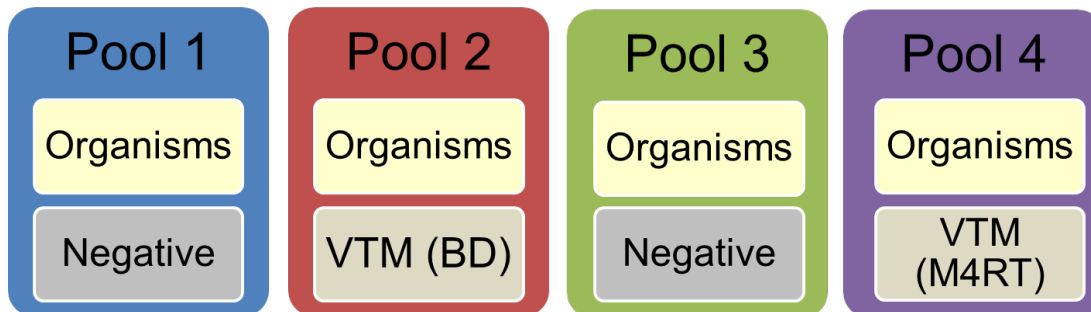 Pool 1
Organisms
Negative
Pool 2
Organisms
VTM (BD)
Pool 3
Organisms
Negative
Pool 4
Organisms
VTM
(M4RT)